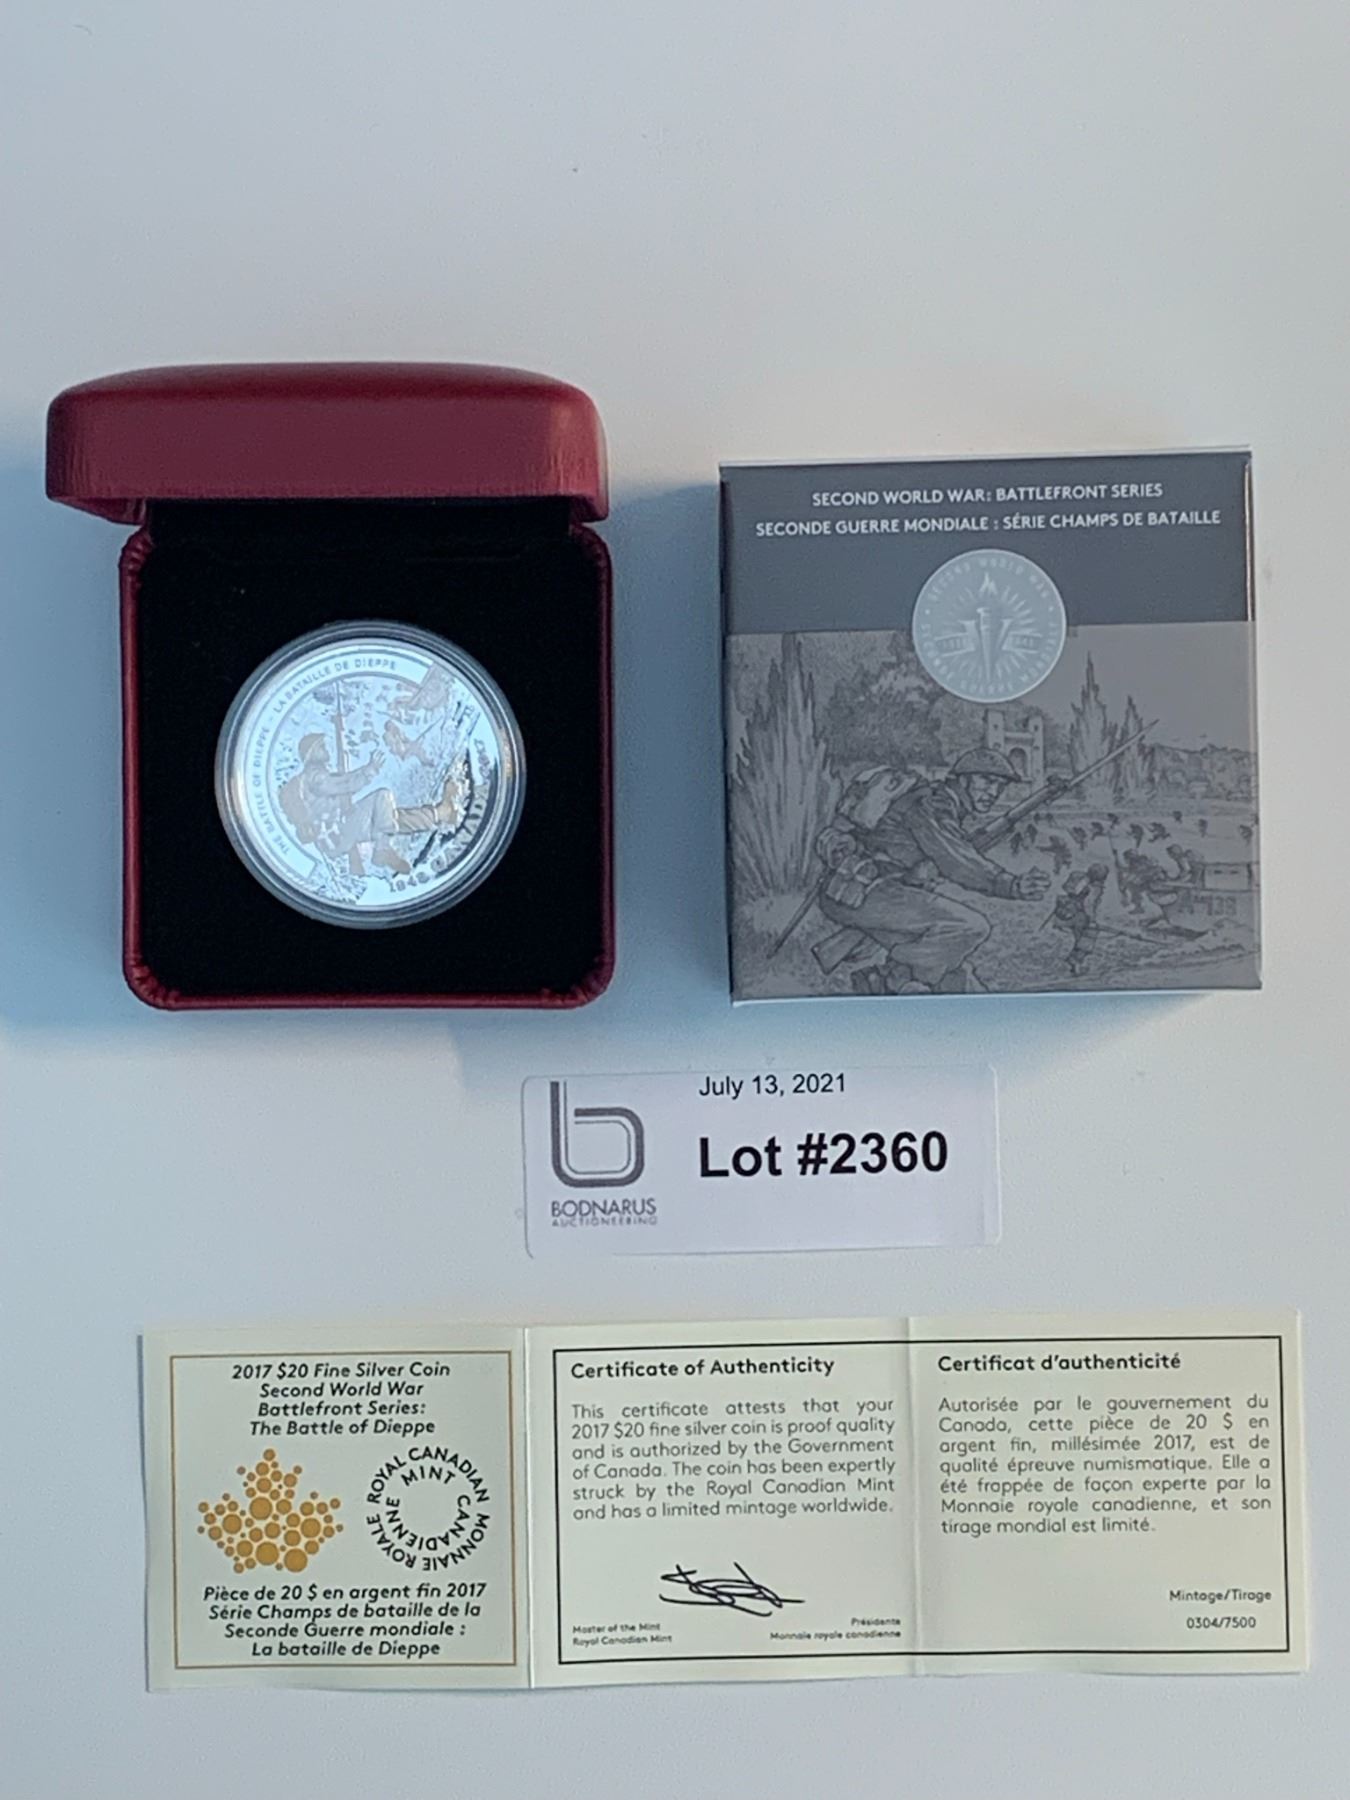 THE BATTLE OF DIEPPE - LA BATAILLE DE DIEPPE
CANADA
SECOND WORLD WAR: BATTLEFRONT SERIES
SECONDE GUERRE MONDIALE : SÉRIE CHAMPS DE BATAILLE
SECOND WORLD WAR
July 13, 2021
Lot #2360
BODNARUS
AUCTIONEERING
2017 $20 Fine Silver Coin
Second World War
Battlefront Series:
The Battle of Dieppe
ROYAL CANADIAN MINT
MONNAIE ROYALE CANADIENNE
Pièce de 20 $ en argent fin 2017
Série Champs de bataille de la
Seconde Guerre mondiale :
La bataille de Dieppe
Certificate of Authenticity
This certificate attests that your
2017 $20 fine silver coin is proof quality
and is authorized by the Government
of Canada. The coin has been expertly
struck by the Royal Canadian Mint
and has a limited mintage worldwide.
Master of the Mint
Royal Canadian Mint
Présidente
Monnaie royale canadienne
Certificat d'authenticité
Autorisée par le gouvernement du
Canada, cette pièce de 20 $ en
argent fin, millésimée 2017, est de
qualité épreuve numismatique. Elle a
été frappée de façon experte par la
Monnaie royale canadienne, et son
tirage mondial est limité.
Mintage/Tirage
0304/7500